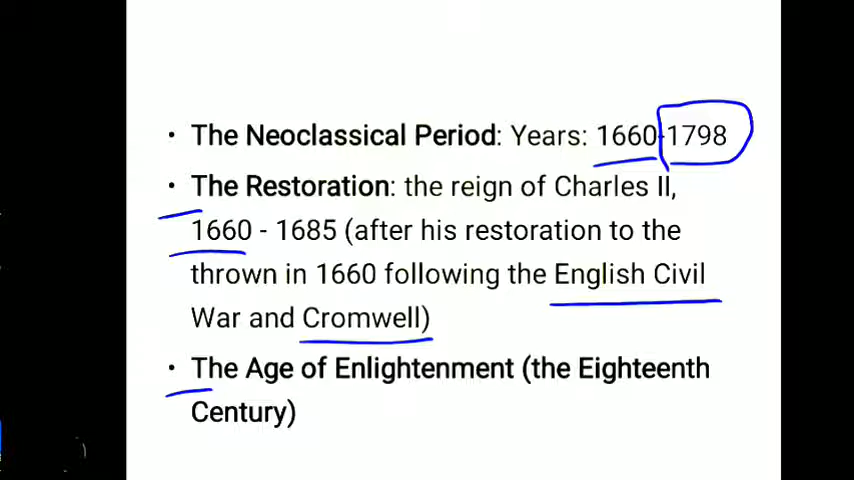 • The Neoclassical Period: Years: 1660-1798
• The Restoration: the reign of Charles II,
1660 - 1685 (after his restoration to the
thrown in 1660 following the English Civil
War and Cromwell)
• The Age of Enlightenment (the Eighteenth
Century)